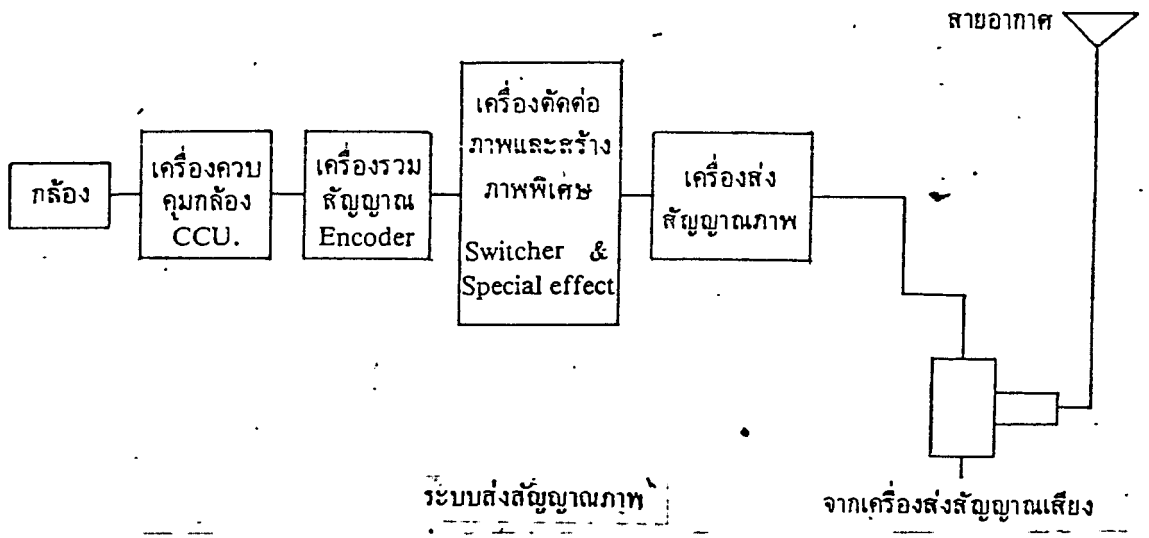 สายอากาศ
กล้อง
เครื่องควบ
คุมกล้อง
CCU.
เครื่องรวม
สัญญาณ
Encoder
เครื่องตัดต่อ
ภาพและสร้าง
ภาพพิเศษ
Switcher &
Special effect
เครื่องส่ง
สัญญาณภาพ
ระบบส่งสัญญาณภาพ
จากเครื่องส่งสัญญาณเสียง